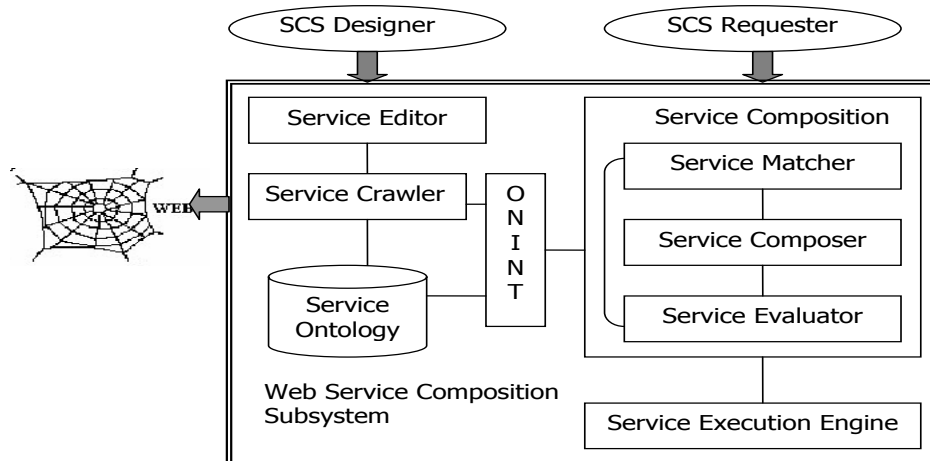 SCS Designer
SCS Requester
Service Editor
Service Crawler
Service
Ontology
Web Service Composition
Subsystem
WEB
O
N
I
N
T
Service Composition
Service Matcher
Service Composer
Service Evaluator
Service Execution Engine